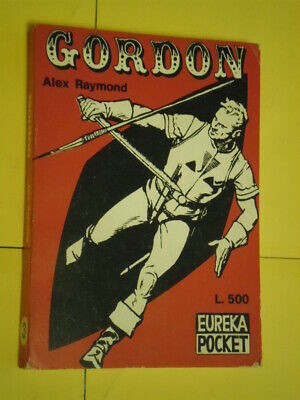 GORDON
Alex Raymond
L. 500
EUREKA
POCKET
3